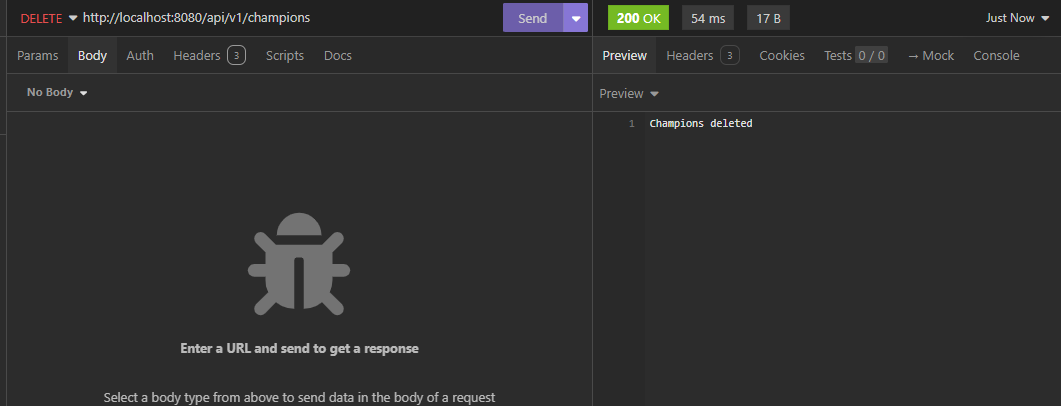 DELETE http://localhost:8080/api/v1/champions Send 200 OK 54 ms 17 B Just Now
Params Body Auth Headers 3 Scripts Docs Preview Headers 3 Cookies Tests 0 / 0 → Mock Console
No Body Preview
1 Champions deleted
Enter a URL and send to get a response
Select a body type from above to send data in the body of a request